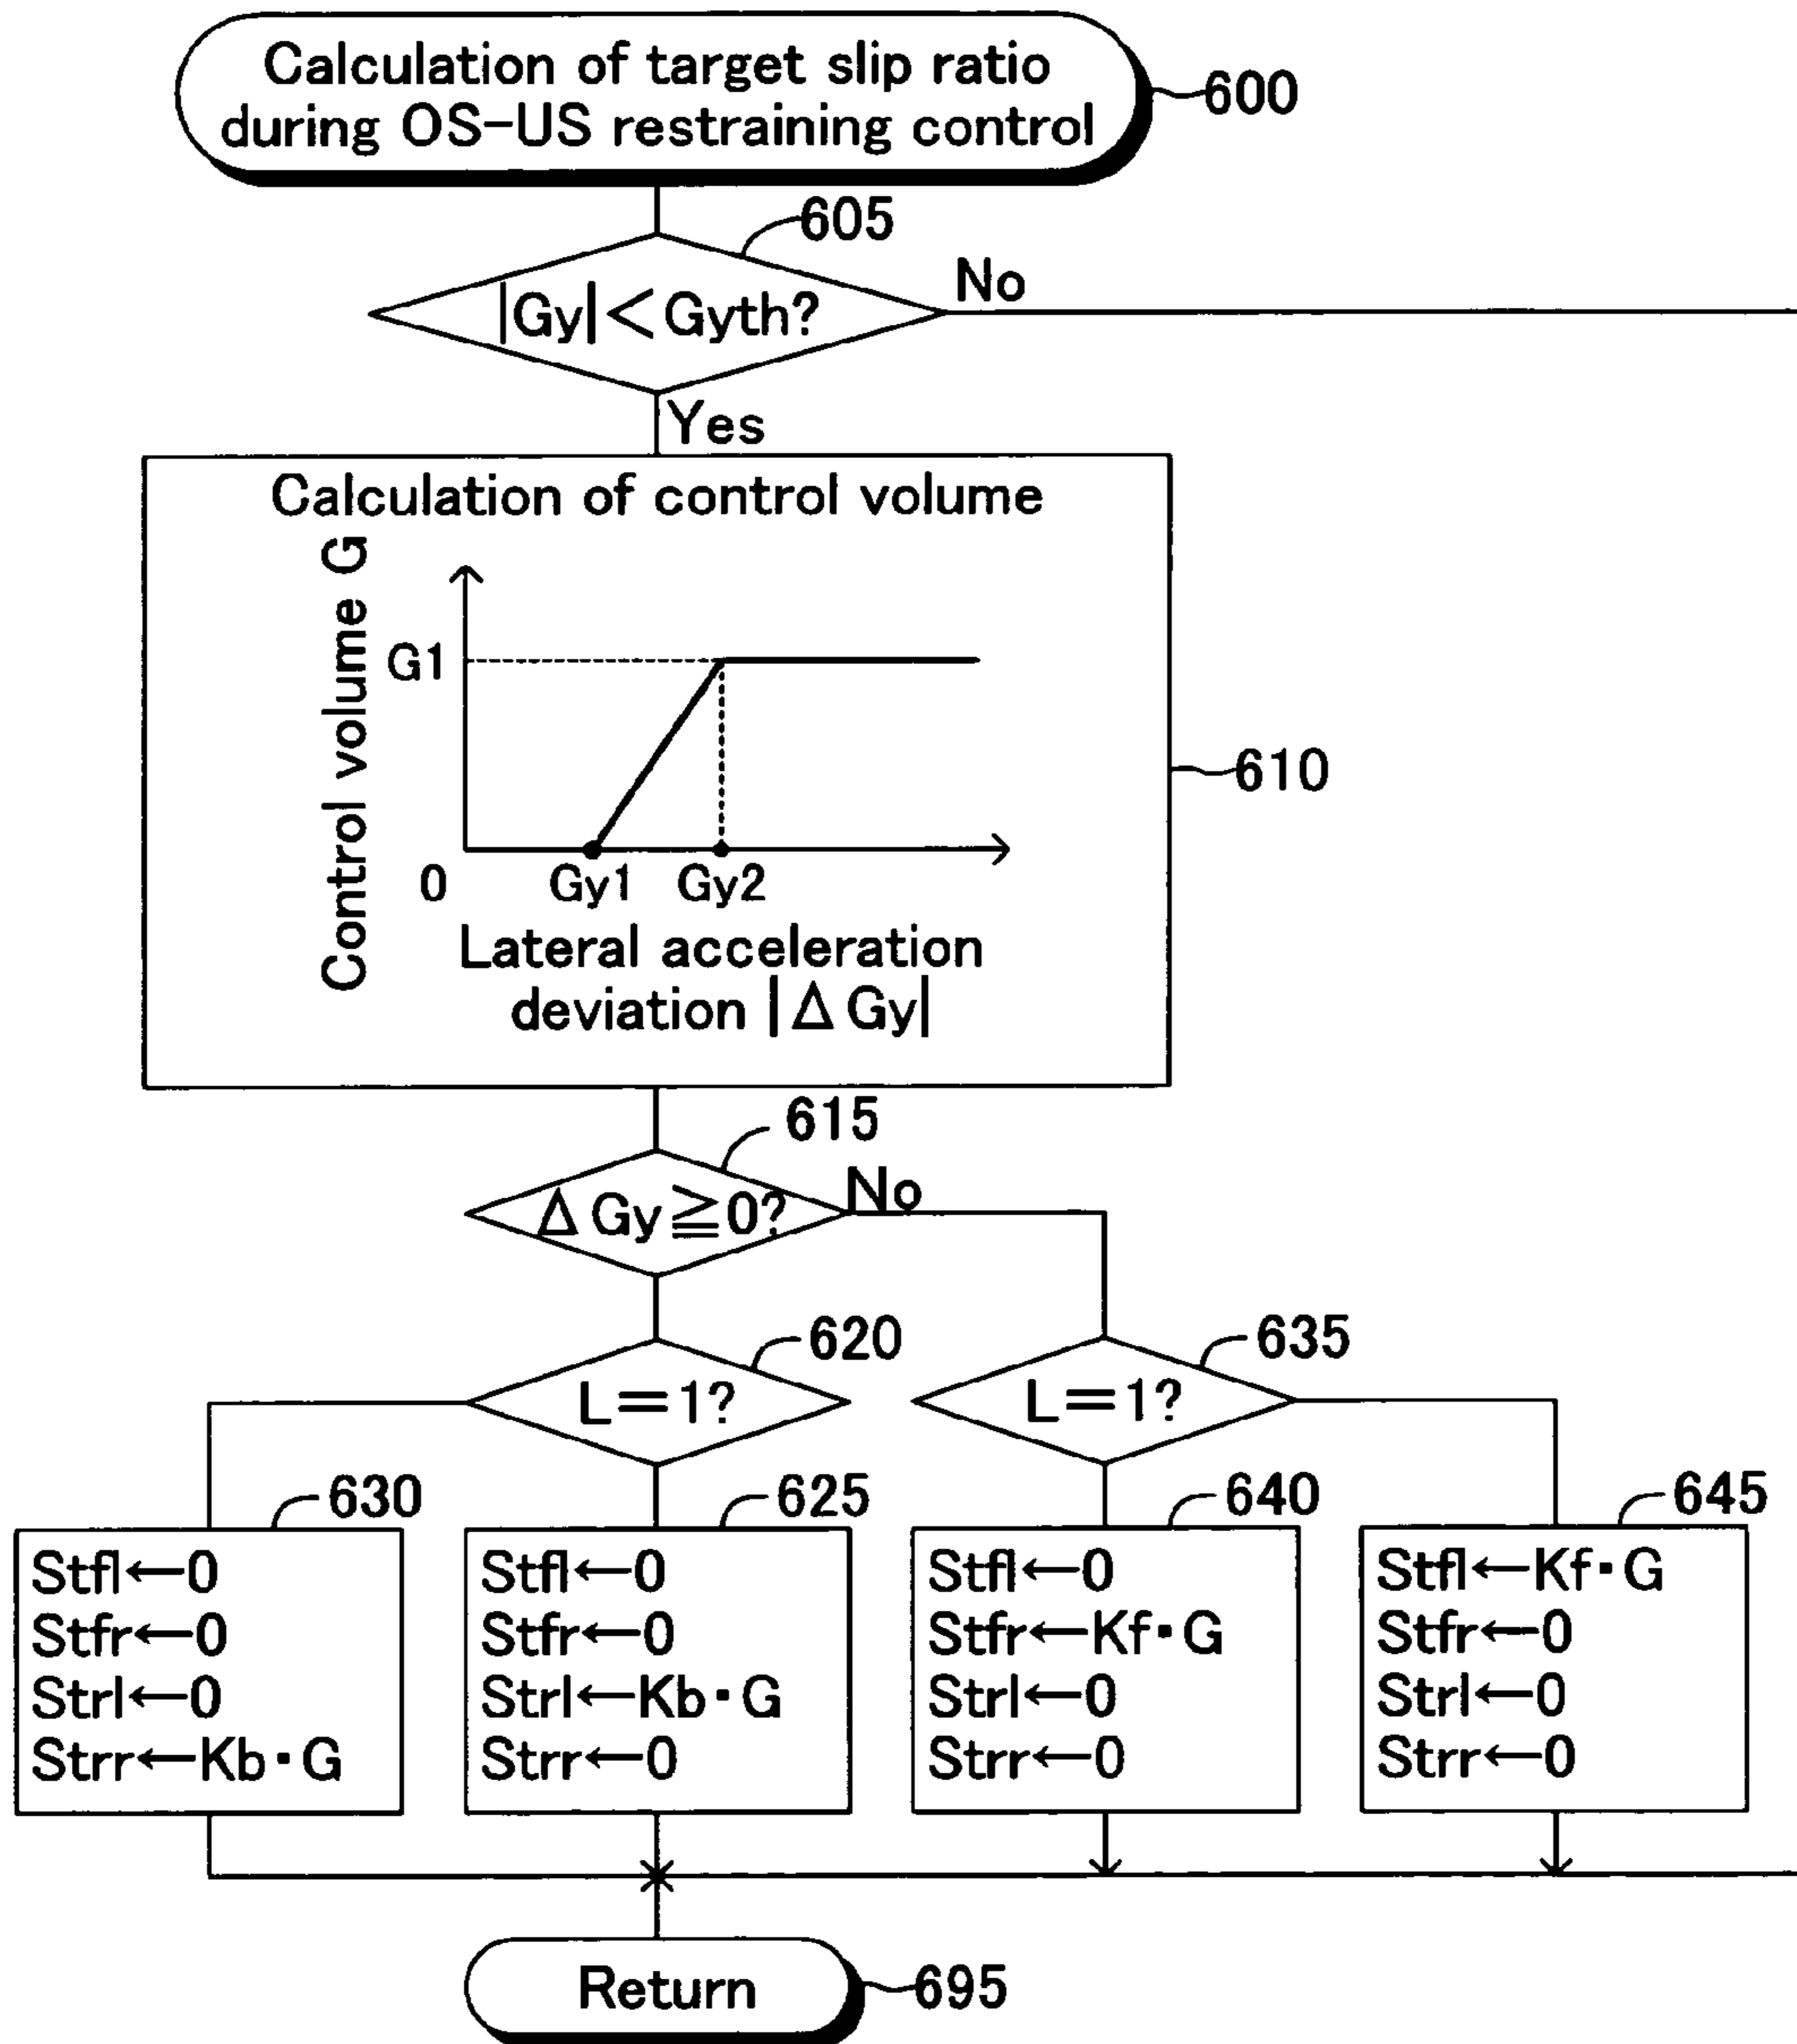 Calculation of target slip ratio
during OS-US restraining control
600
605
|Gy|<Gyth?
No
Yes
Calculation of control volume
Control volume G
G1
0
Gy1
Gy2
Lateral acceleration
deviation |Δ Gy|
610
615
Δ Gy≧0?
No
620
L=1?
635
L=1?
630
Stfl←0
Stfr←0
Strl←0
Strr←Kb・G
625
Stfl←0
Stfr←0
Strl←Kb・G
Strr←0
640
Stfl←0
Stfr←Kf・G
Strl←0
Strr←0
645
Stfl←Kf・G
Stfr←0
Strl←0
Strr←0
Return
695